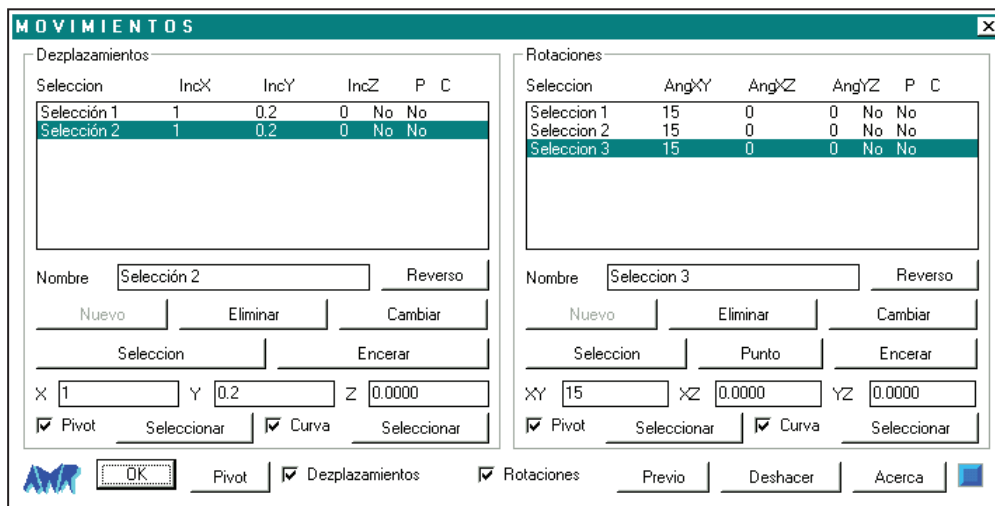 MOVIMIENTOS
Dezplazamientos
Seleccion IncX IncY IncZ P C
Selección 1 1 0.2 0 No No
Selección 2 1 0.2 0 No No
Nombre Selección 2 Reverso
Nuevo Eliminar Cambiar
Seleccion Encerar
X 1 Y 0.2 Z 0.0000
Pivot Seleccionar Curva Seleccionar
Rotaciones
Seleccion AngXY AngXZ AngYZ P C
Seleccion 1 15 0 0 No No
Seleccion 2 15 0 0 No No
Seleccion 3 15 0 0 No No
Nombre Seleccion 3 Reverso
Nuevo Eliminar Cambiar
Seleccion Punto Encerar
XY 15 XZ 0.0000 YZ 0.0000
Pivot Seleccionar Curva Seleccionar
AWR OK Pivot Dezplazamientos Rotaciones Previo Deshacer Acerca